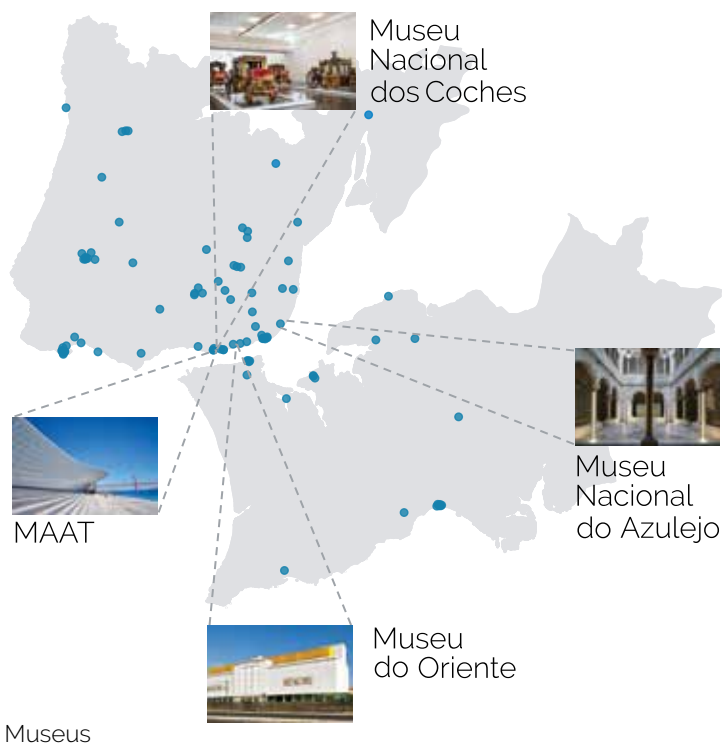 Museu
Nacional
dos Coches
Museu
Nacional
do Azulejo
MAAT
Museu
do Oriente
Museus